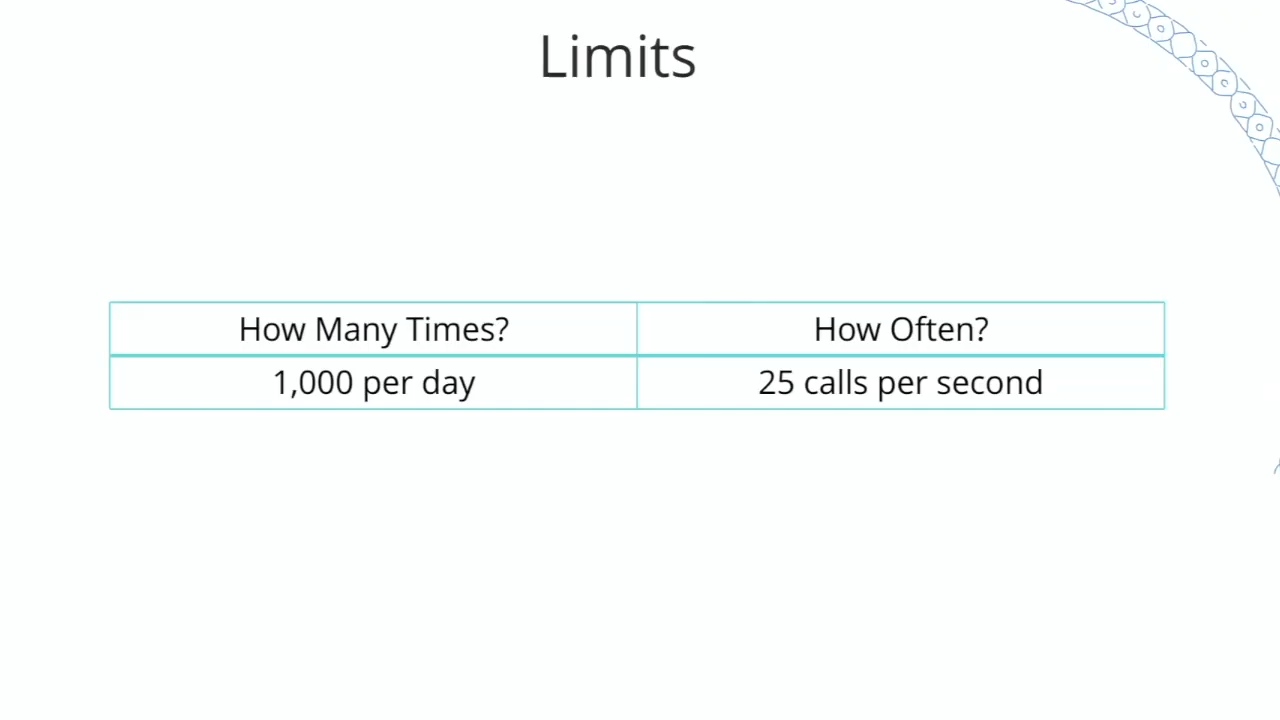 Limits
How Many Times? How Often?
1,000 per day 25 calls per second